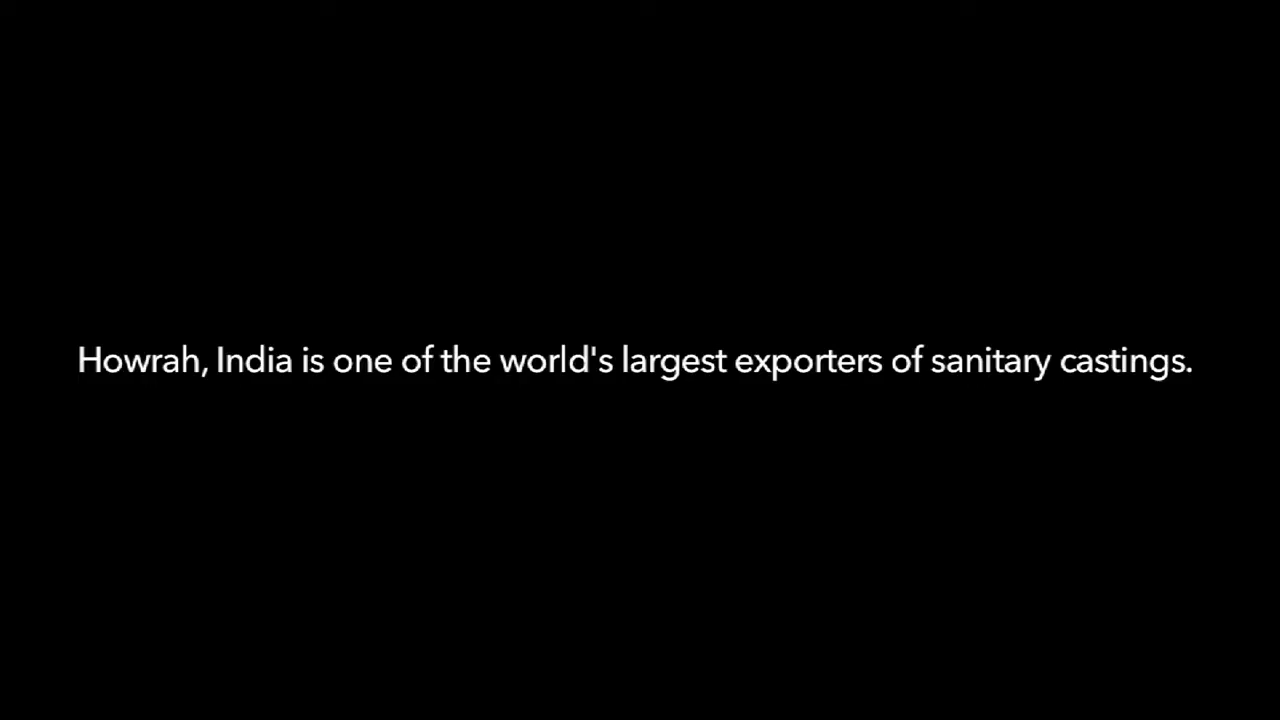 Howrah, India is one of the world's largest exporters of sanitary castings.